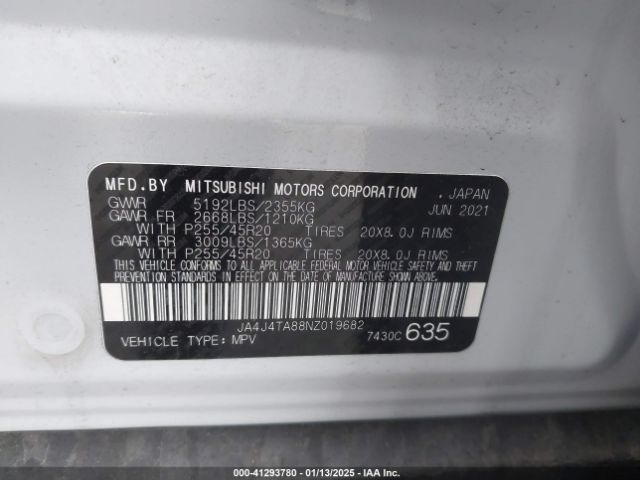 MFD.BY MITSUBISHI MOTORS CORPORATION . JAPAN
GWWR 5192LBS/2355KG JUN 2021
GAWR FR 2668LBS/1210KG
WITH P255/45R20 TIRES 20X8.0J RIMS
GAWR RR 3009LBS/1365KG
WITH P255/45R20 TIRES 20X8.0J RIMS
THIS VEHICLE CONFORMS TO ALL APPLICABLE FEDERAL MOTOR VEHICLE SAFETY AND THEFT
PREVENTION STANDARDS IN EFFECT ON THE DATE OF MANUFACTURE SHOWN ABOVE.
JA4J4TA88NZ019682
VEHICLE TYPE: MPV 7430C 635
000-41293780 - 01/13/2025 - IAA Inc.